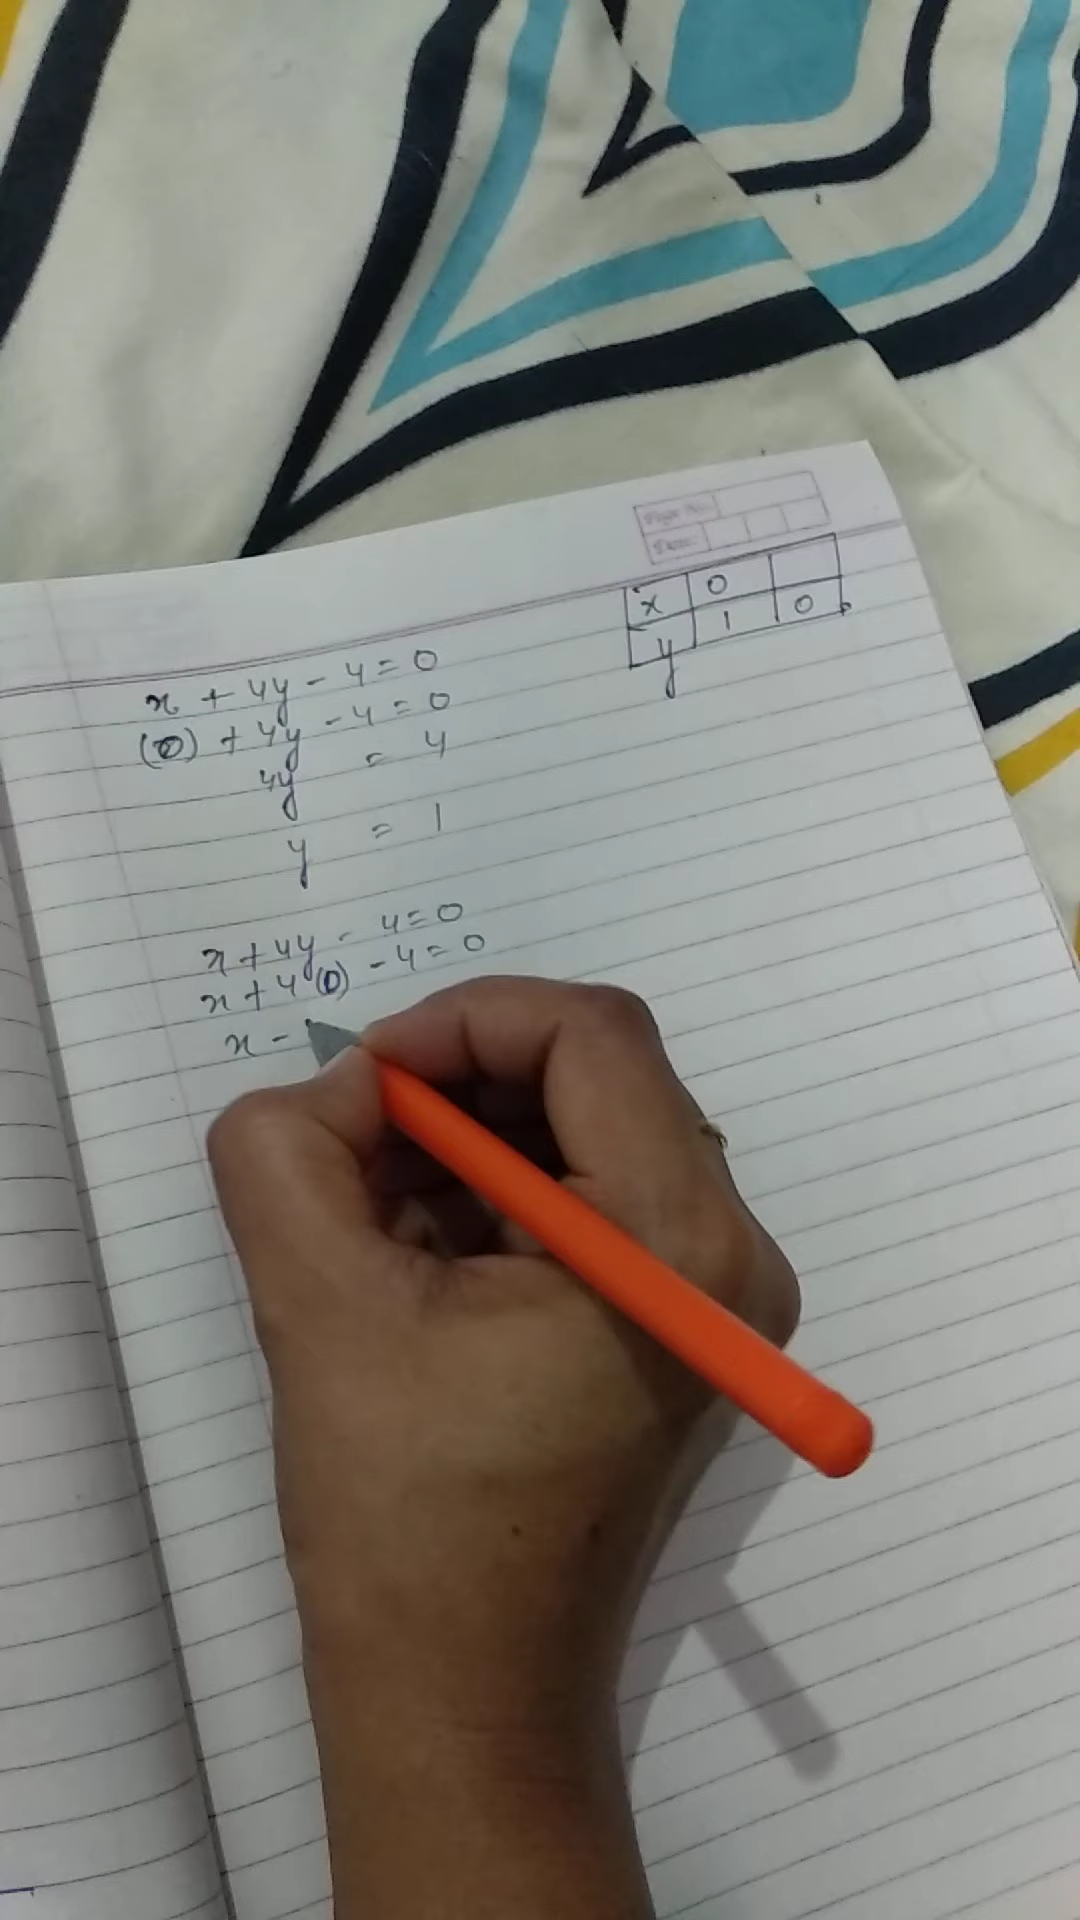 Page No.
Date:
x 0
y 1 0
x + 4y - 4 = 0
(0) + 4y - 4 = 0
4y = 4
y = 1
x + 4y - 4 = 0
x + 4(0) - 4 = 0
x -